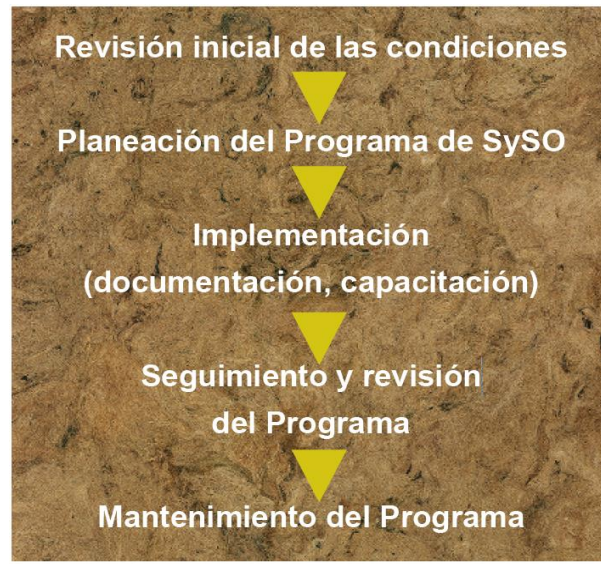 Revisión inicial de las condiciones
Planeación del Programa de SySO
Implementación
(documentación, capacitación)
Seguimiento y revisión
del Programa
Mantenimiento del Programa